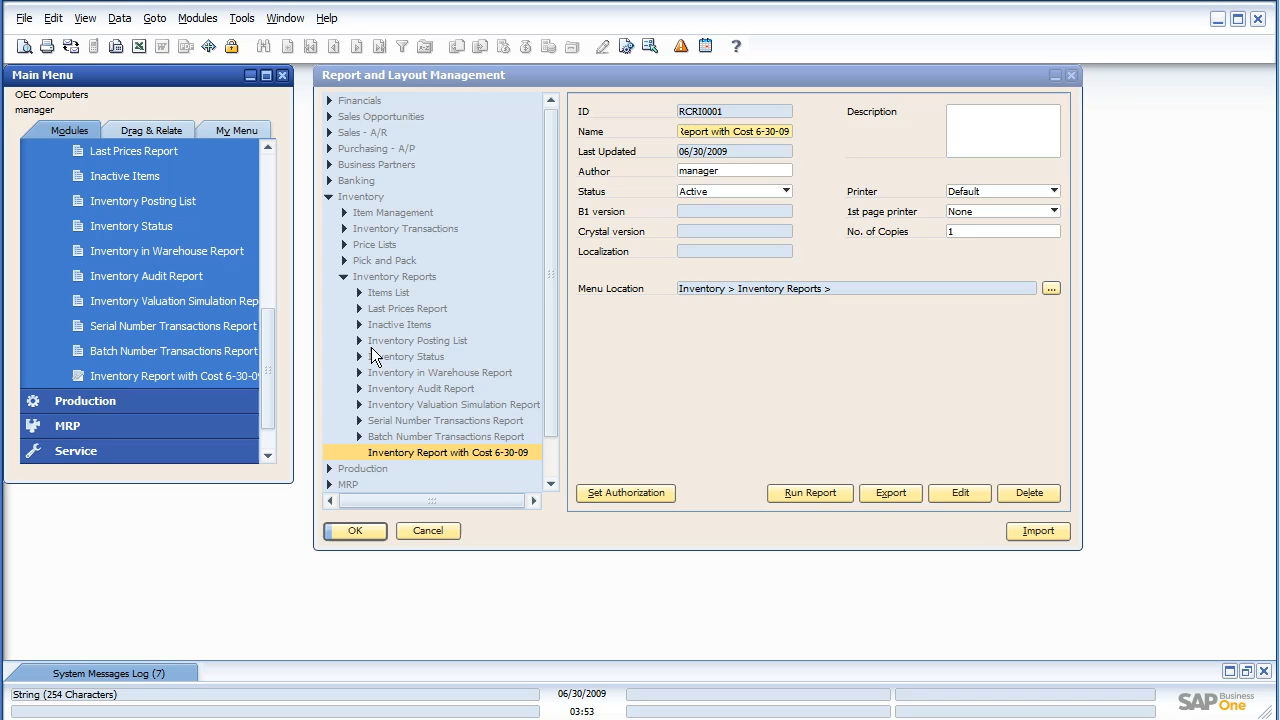 File Edit View Data Goto Modules Tools Window Help
Main Menu
OEC Computers
manager
Modules Drag & Relate My Menu
Last Prices Report
Inactive Items
Inventory Posting List
Inventory Status
Inventory in Warehouse Report
Inventory Audit Report
Inventory Valuation Simulation Rep
Serial Number Transactions Report
Batch Number Transactions Report
Inventory Report with Cost 6-30-09
Production
MRP
Service
Report and Layout Management
Financials
Sales Opportunities
Sales - A/R
Purchasing - A/P
Business Partners
Banking
Inventory
Item Management
Inventory Transactions
Price Lists
Pick and Pack
Inventory Reports
Items List
Last Prices Report
Inactive Items
Inventory Posting List
Inventory Status
Inventory in Warehouse Report
Inventory Audit Report
Inventory Valuation Simulation Report
Serial Number Transactions Report
Batch Number Transactions Report
Inventory Report with Cost 6-30-09
Production
MRP
ID RCRI0001 Description
Name Report with Cost 6-30-09
Last Updated 06/30/2009
Author manager
Status Active Printer Default
B1 version 1st page printer None
Crystal version No. of Copies 1
Localization
Menu Location Inventory > Inventory Reports > ...
Set Authorization Run Report Export Edit Delete
OK Cancel Import
System Messages Log (7)
String (254 Characters) 06/30/2009
03:53
SAP Business One